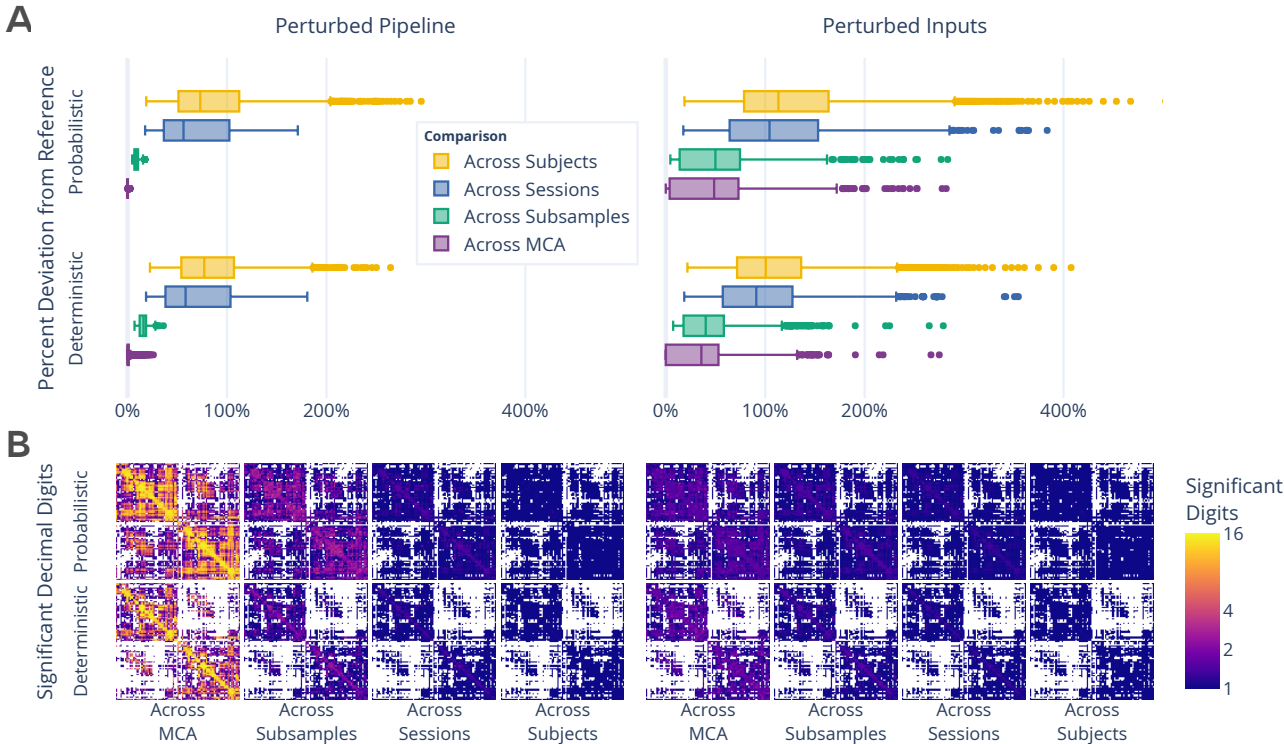 A
Perturbed Pipeline
Perturbed Inputs
Percent Deviation from Reference
Probabilistic
Deterministic
Comparison
Across Subjects
Across Sessions
Across Subsamples
Across MCA
0%
100%
200%
400%
0%
100%
200%
400%
B
Significant Decimal Digits
Probabilistic
Deterministic
Across
MCA
Across
Subsamples
Across
Sessions
Across
Subjects
Across
MCA
Across
Subsamples
Across
Sessions
Across
Subjects
Significant
Digits
16
4
2
1